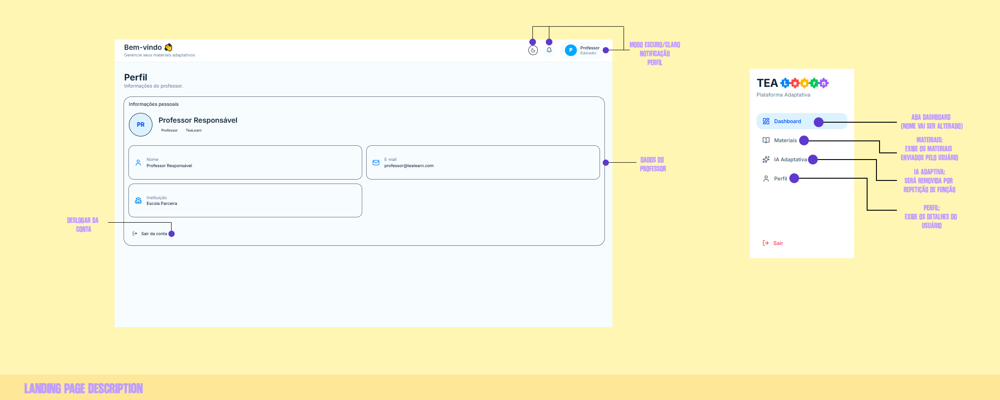 Bem-vindo
Gerencie seus materiais adaptativos
P
Professor
Educador
MODO ESCURO/CLARO
NOTIFICAÇÃO
PERFIL
Perfil
Informações do professor.
Informações pessoais
PR
Professor Responsável
Professor TeaLearn
Nome
Professor Responsável
E-mail
professor@tealearn.com
DADOS DO
PROFESSOR
Instituição
Escola Parceira
DESLOGAR DA
CONTA
Sair da conta
TEA Learn
Plataforma Adaptativa
Dashboard
Materiais
IA Adaptativa
Perfil
Sair
ABA DASHBOARD
(NOME VAI SER ALTERADO)
MATERIAIS:
EXIBE OS MATERIAIS
ENVIADOS PELO USUÁRIO
IA ADAPTIVA:
SERÁ REMOVIDA POR
REPETIÇÃO DE FUNÇÃO
PERFIL:
EXIBE OS DETALHES DO
USUÁRIO
LANDING PAGE DESCRIPTION